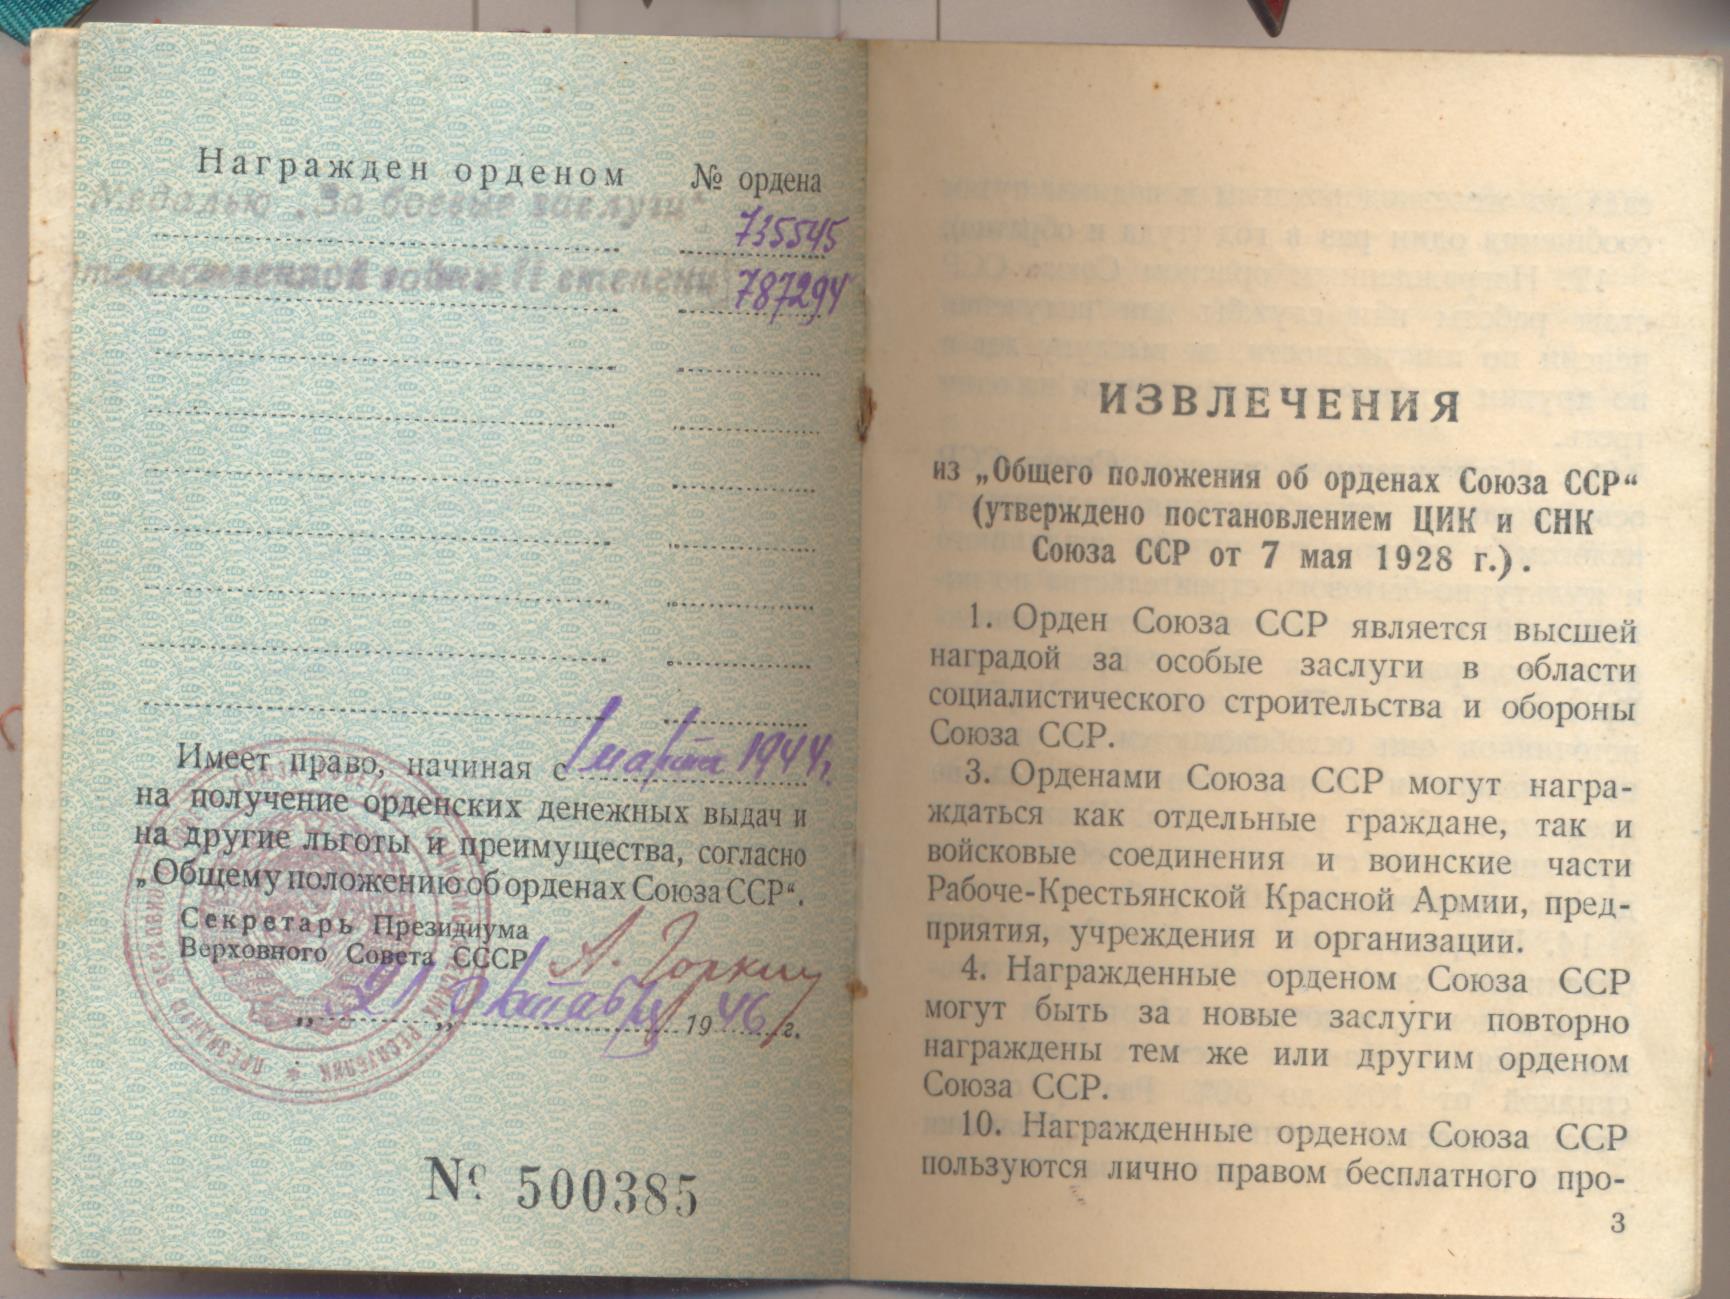 Награжден орденом № ордена
Медалью „За боевые заслуги“ 735545
Отечественной войны II степени 787294
Имеет право, начиная с 1 марта 1944 г.
на получение орденских денежных выдач и
на другие льготы и преимущества, согласно
„Общему положению об орденах Союза ССР“.
Секретарь Президиума
Верховного Совета СССР А. Горкин
„21„ октября 1946 г.
№ 500385
ИЗВЛЕЧЕНИЯ
из „Общего положения об орденах Союза ССР“
(утверждено постановлением ЦИК и СНК
Союза ССР от 7 мая 1928 г.).
1. Орден Союза ССР является высшей
наградой за особые заслуги в области
социалистического строительства и обороны
Союза ССР.
3. Орденами Союза ССР могут награ-
ждаться как отдельные граждане, так и
войсковые соединения и воинские части
Рабоче-Крестьянской Красной Армии, пред-
приятия, учреждения и организации.
4. Награжденные орденом Союза ССР
могут быть за новые заслуги повторно
награждены тем же или другим орденом
Союза ССР.
10. Награжденные орденом Союза ССР
пользуются лично правом бесплатного про-
3